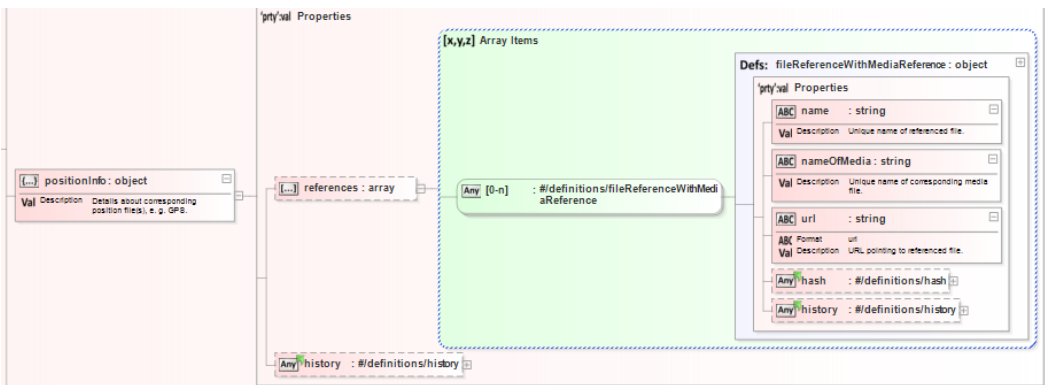 'prty':val Properties
[x,y,z] Array Items
Defs: fileReferenceWithMediaReference : object
'prty':val Properties
ABC name : string
Val Description Unique name of referenced file.
ABC nameOfMedia : string
Val Description Unique name of corresponding media
file.
{...} positionInfo : object
Val Description Details about corresponding
position file(s), e. g. GPS.
[...] references : array
Any [0-n] : #/definitions/fileReferenceWithMedi
aReference
ABC url : string
ABC Format uri
Val Description URL pointing to referenced file.
Any hash : #/definitions/hash
Any history : #/definitions/history
Any history : #/definitions/history